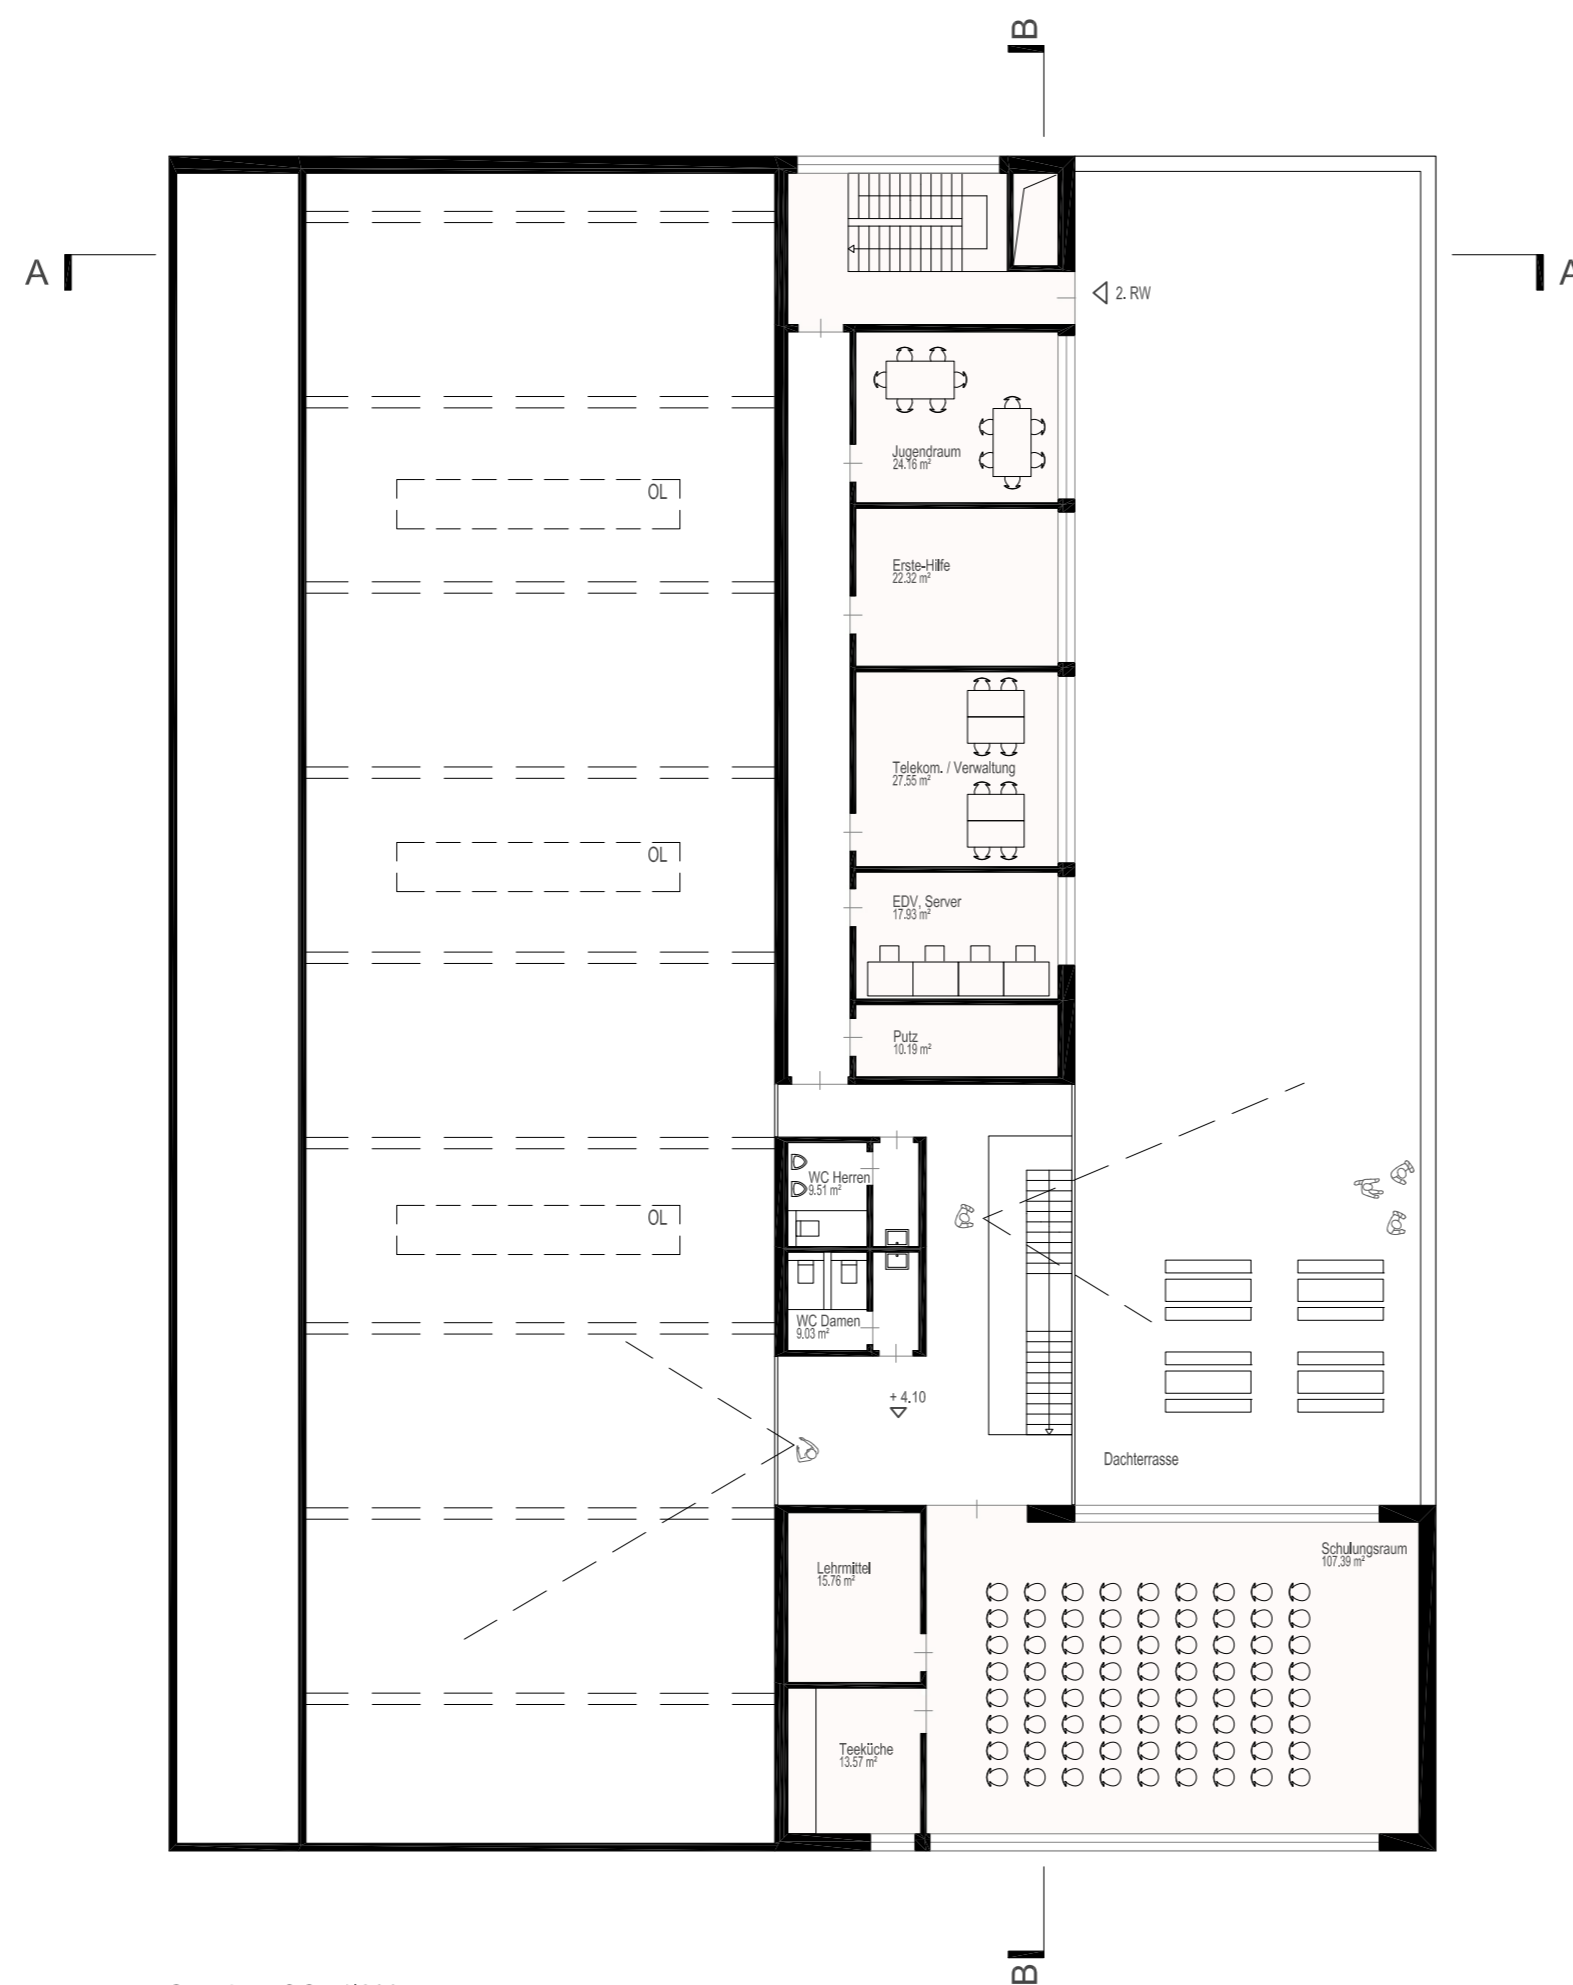 B
A
A
2. RW
Jugendraum
24.16 m²
OL
Erste-Hilfe
22.32 m²
Telekom. / Verwaltung
27.55 m²
OL
EDV, Server
17.93 m²
Putz
10.19 m²
WC Herren
9.51 m²
OL
WC Damen
9.03 m²
+ 4.10
Dachterrasse
Schulungsraum
107.39 m²
Lehrmittel
15.76 m²
Teeküche
13.57 m²
B